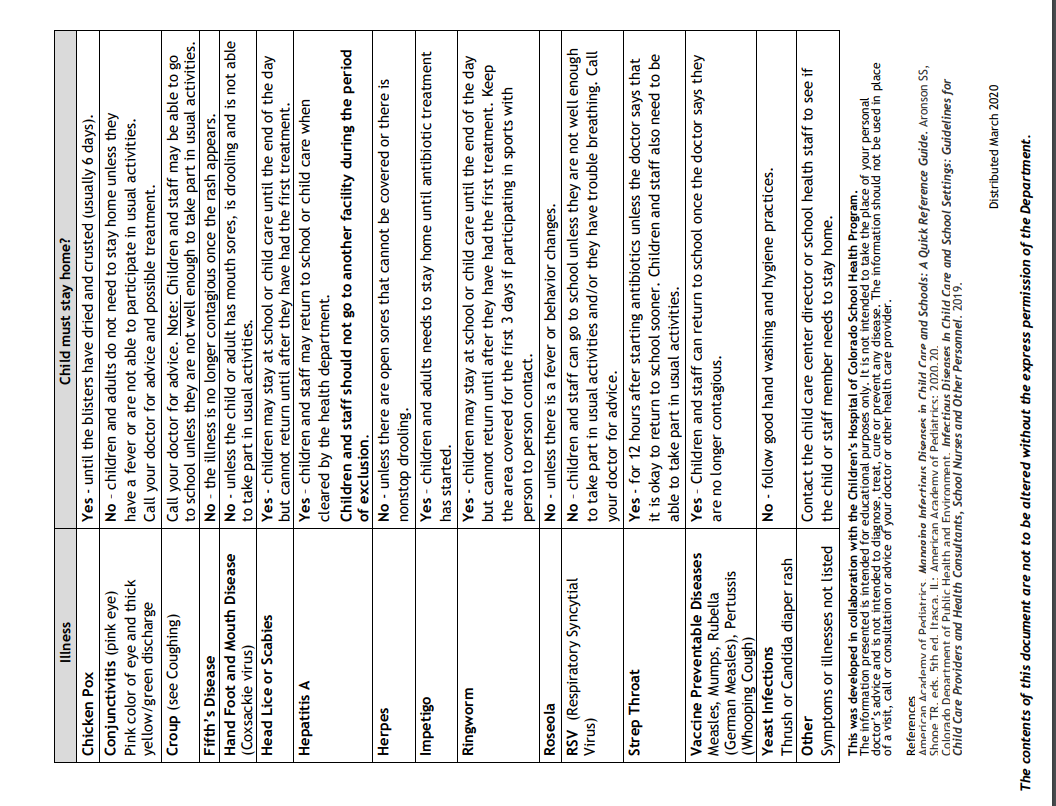 Illness Child must stay home?
Chicken Pox Yes - until the blisters have dried and crusted (usually 6 days).
Conjunctivitis (pink eye) No - children and adults do not need to stay home unless they
Pink color of eye and thick have a fever or are not able to participate in usual activities.
yellow/green discharge Call your doctor for advice and possible treatment.
Croup (see Coughing) Call your doctor for advice. Note: Children and staff may be able to go
to school unless they are not well enough to take part in usual activities.
Fifth's Disease No - the illness is no longer contagious once the rash appears.
Hand Foot and Mouth Disease No - unless the child or adult has mouth sores, is drooling and is not able
(Coxsackie virus) to take part in usual activities.
Head Lice or Scabies Yes - children may stay at school or child care until the end of the day
but cannot return until after they have had the first treatment.
Hepatitis A Yes - children and staff may return to school or child care when
cleared by the health department.
Children and staff should not go to another facility during the period
of exclusion.
Herpes No - unless there are open sores that cannot be covered or there is
nonstop drooling.
Impetigo Yes - children and adults needs to stay home until antibiotic treatment
has started.
Ringworm Yes - children may stay at school or child care until the end of the day
but cannot return until after they have had the first treatment. Keep
the area covered for the first 3 days if participating in sports with
person to person contact.
Roseola No - unless there is a fever or behavior changes.
RSV (Respiratory Syncytial No - children and staff can go to school unless they are not well enough
Virus) to take part in usual activities and/or they have trouble breathing. Call
your doctor for advice.
Strep Throat Yes - for 12 hours after starting antibiotics unless the doctor says that
it is okay to return to school sooner. Children and staff also need to be
able to take part in usual activities.
Vaccine Preventable Diseases Yes - Children and staff can return to school once the doctor says they
Measles, Mumps, Rubella are no longer contagious.
(German Measles), Pertussis
(Whooping Cough)
Yeast Infections No - follow good hand washing and hygiene practices.
Thrush or Candida diaper rash
Other Contact the child care center director or school health staff to see if
Symptoms or illnesses not listed the child or staff member needs to stay home.
This was developed in collaboration with the Children's Hospital of Colorado School Health Program.
The information presented is intended for educational purposes only. It is not intended to take the place of your personal
doctor's advice and is not intended to diagnose, treat, cure or prevent any disease. The information should not be used in place
of a visit, call or consultation or advice of your doctor or other health care provider.
References
American Academy of Pediatrics. Managing Infectious Diseases in Child Care and Schools: A Quick Reference Guide. Aronson SS,
Shope TR, eds. 5th ed. Itasca, IL: American Academy of Pediatrics: 2020.20.
Colorado Department of Public Health and Environment. Infectious Diseases In Child Care and School Settings: Guidelines for
Child Care Providers and Health Consultants, School Nurses and Other Personnel. 2019.
Distributed March 2020
The contents of this document are not to be altered without the express permission of the Department.